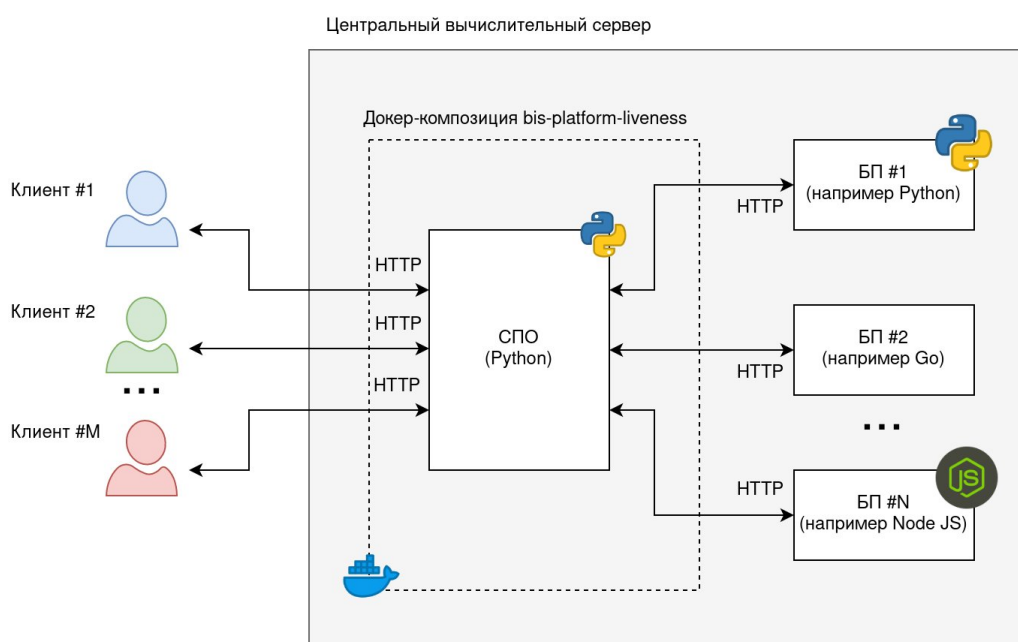 Центральный вычислительный сервер
Докер-композиция bis-platform-liveness
Клиент #1
HTTP
Клиент #2
HTTP
...
HTTP
Клиент #M
СПО
(Python)
БП #1
(например Python)
HTTP
БП #2
(например Go)
HTTP
...
HTTP
JS
БП #N
(например Node JS)